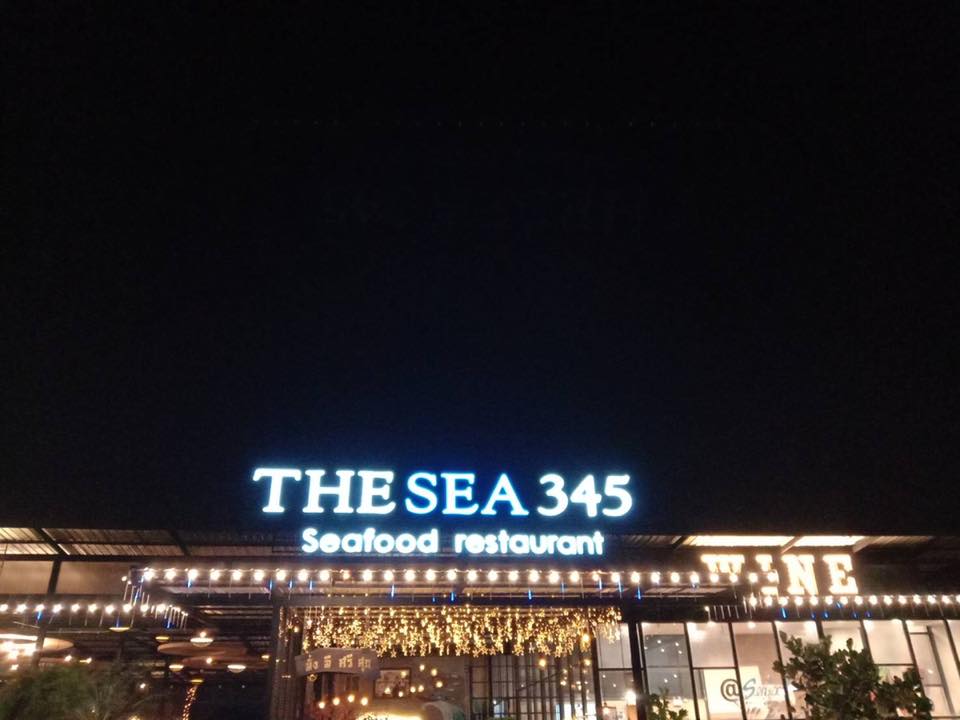 THE SEA 345
Seafood restaurant
WINE